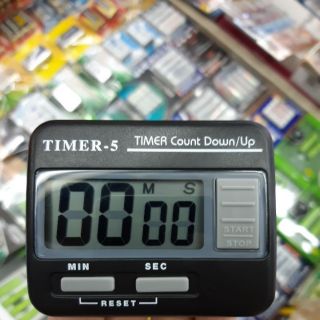 TIMER-5 TIMER Count Down/Up
M S
00 00
START
STOP
MIN SEC
RESET